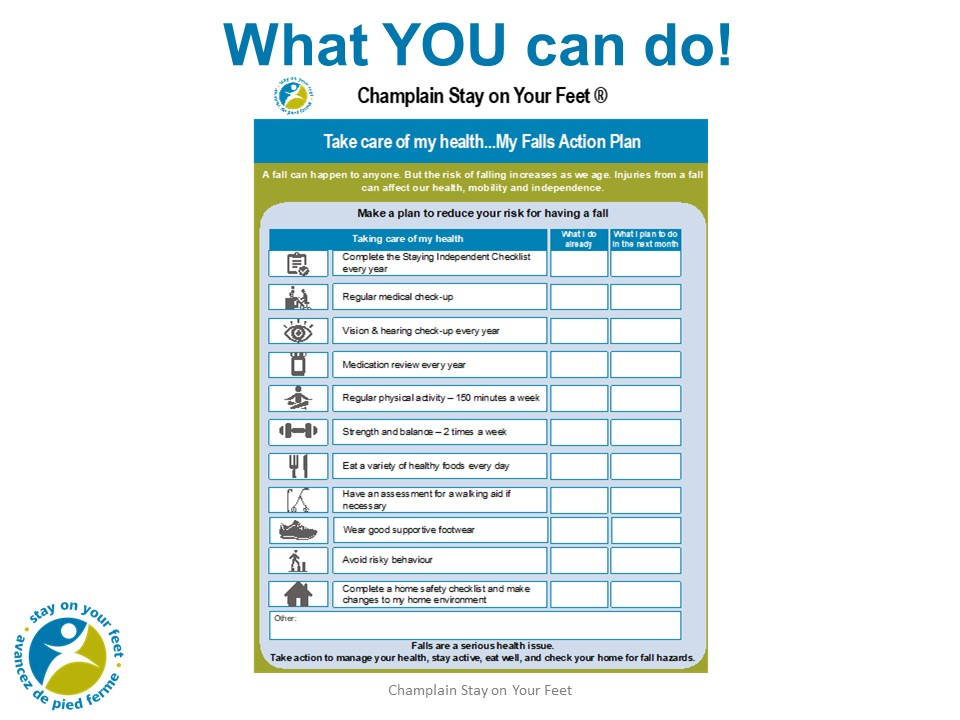 What YOU can do!
stay on your feet
avancez de pied ferme
Champlain Stay on Your Feet ®
Take care of my health...My Falls Action Plan
A fall can happen to anyone. But the risk of falling increases as we age. Injuries from a fall
can affect our health, mobility and independence.
Make a plan to reduce your risk for having a fall
Taking care of my health
What I do
already
What I plan to do
in the next month
Complete the Staying Independent Checklist
every year
Regular medical check-up
Vision & hearing check-up every year
Medication review every year
Regular physical activity – 150 minutes a week
Strength and balance – 2 times a week
Eat a variety of healthy foods every day
Have an assessment for a walking aid if
necessary
Wear good supportive footwear
Avoid risky behaviour
Complete a home safety checklist and make
changes to my home environment
Other:
Falls are a serious health issue.
Take action to manage your health, stay active, eat well, and check your home for fall hazards.
stay on your feet
avancez de pied ferme
Champlain Stay on Your Feet